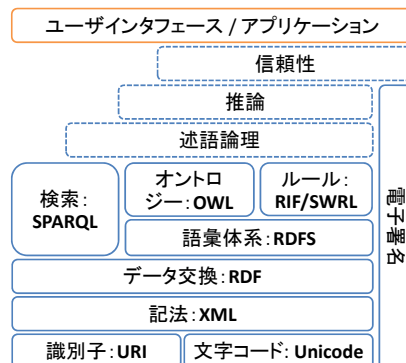 ユーザインタフェース / アプリケーション
信頼性
推論
述語論理
検索:
SPARQL
オントロ
ジー:OWL
ルール:
RIF/SWRL
語彙体系:RDFS
データ交換:RDF
記法:XML
識別子:URI
文字コード: Unicode
電子署名